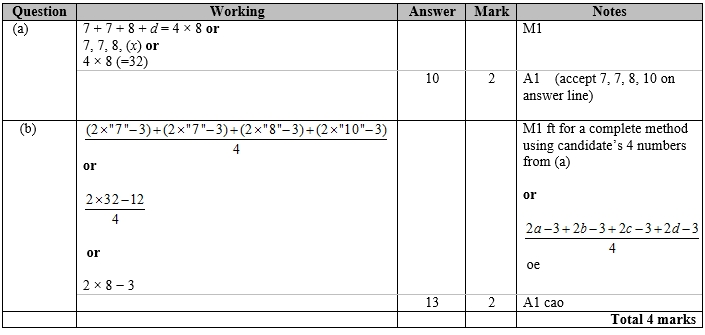 Question Working Answer Mark Notes
(a) 7 + 7 + 8 + d = 4 × 8 or M1
7, 7, 8, (x) or
4 × 8 (=32)
10 2 A1 (accept 7, 7, 8, 10 on
answer line)
(b) (2×"7"−3)+(2×"7"−3)+(2×"8"−3)+(2×"10"−3) M1 ft for a complete method
4 using candidate's 4 numbers
or from (a)
or
2×32−12
4
2a−3+2b−3+2c−3+2d−3
4
or
oe
2 × 8 − 3
13 2 A1 cao
Total 4 marks